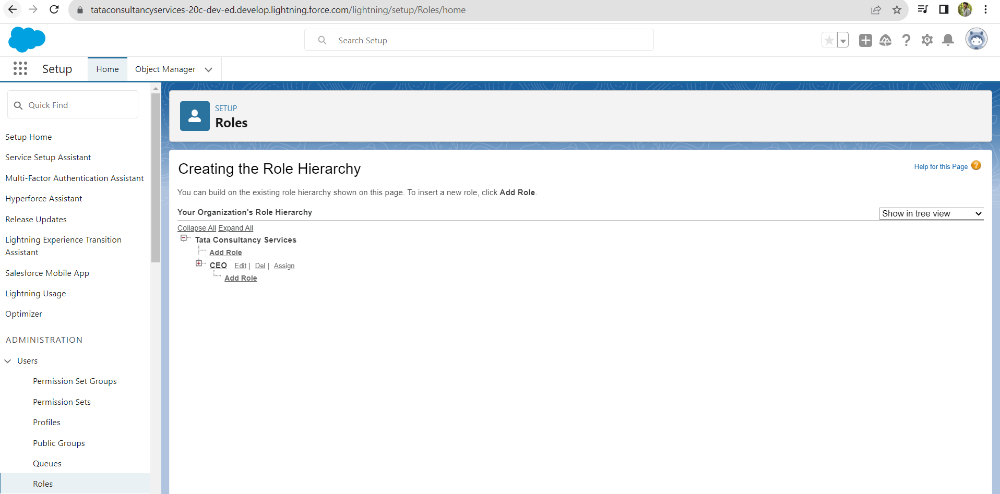 tataconsultancyservices-20c-dev-ed.develop.lightning.force.com/lightning/setup/Roles/home
Search Setup
Setup
Home
Object Manager
Quick Find
Setup Home
Service Setup Assistant
Multi-Factor Authentication Assistant
Hyperforce Assistant
Release Updates
Lightning Experience Transition
Assistant
Salesforce Mobile App
Lightning Usage
Optimizer
ADMINISTRATION
Users
Permission Set Groups
Permission Sets
Profiles
Public Groups
Queues
Roles
SETUP
Roles
Creating the Role Hierarchy
Help for this Page ?
You can build on the existing role hierarchy shown on this page. To insert a new role, click Add Role.
Your Organization's Role Hierarchy
Show in tree view
Collapse All Expand All
Tata Consultancy Services
Add Role
CEO Edit | Del | Assign
Add Role